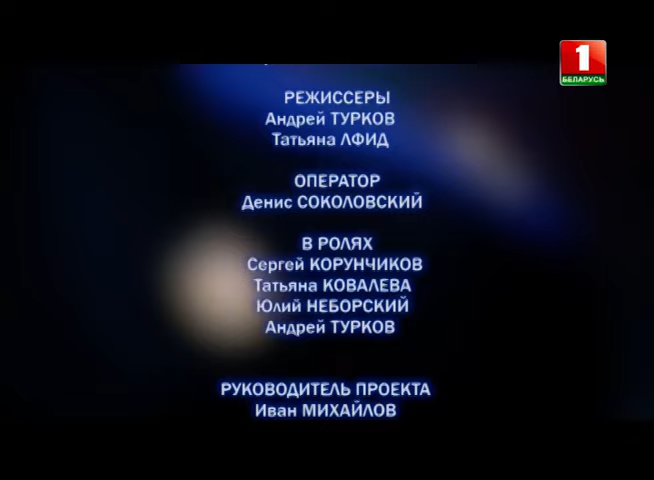 1
БЕЛАРУСЬ
РЕЖИССЕРЫ
Андрей ТУРКОВ
Татьяна ЛФИД
ОПЕРАТОР
Денис СОКОЛОВСКИЙ
В РОЛЯХ
Сергей КОРУНЧИКОВ
Татьяна КОВАЛЕВА
Юлий НЕБОРСКИЙ
Андрей ТУРКОВ
РУКОВОДИТЕЛЬ ПРОЕКТА
Иван МИХАЙЛОВ